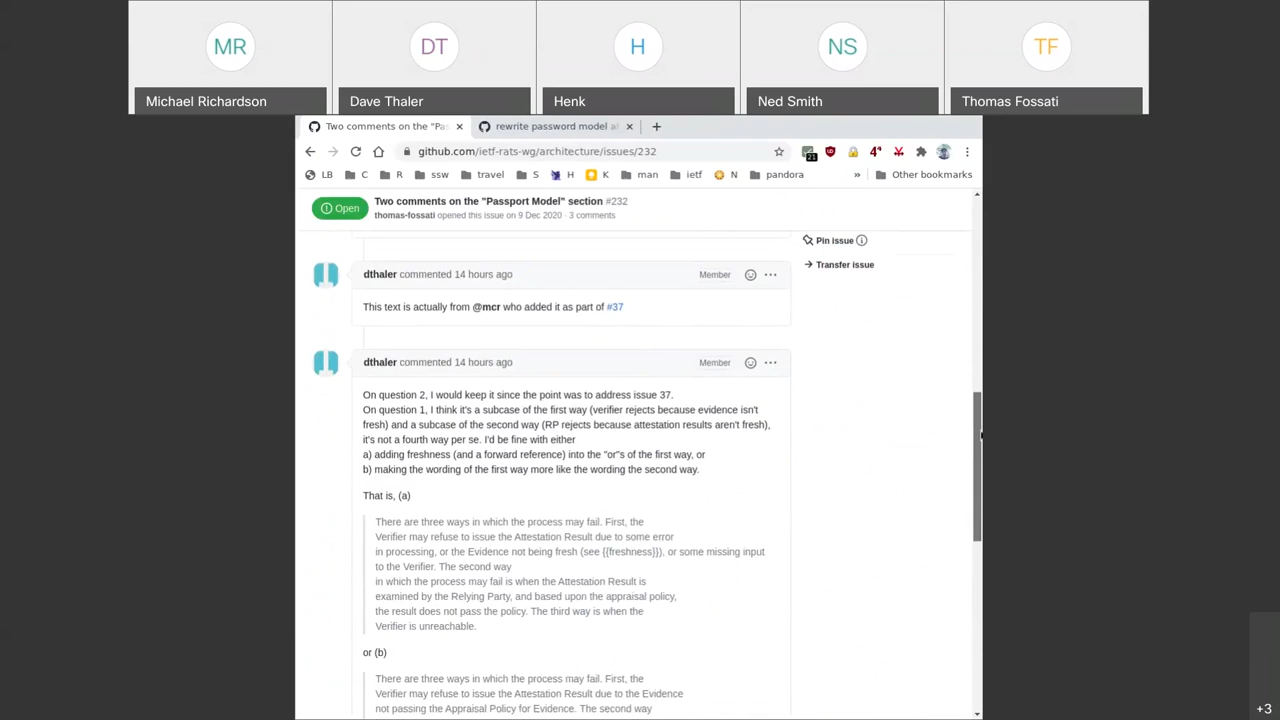 MR
DT
H
NS
TF
Michael Richardson
Dave Thaler
Henk
Ned Smith
Thomas Fossati
Two comments on the "Pas
rewrite password model a
github.com/ietf-rats-wg/architecture/issues/232
21
LB
C
R
ssw
travel
S
H
K
man
ietf
N
pandora
»
Other bookmarks
Open
Two comments on the "Passport Model" section #232
thomas-fossati opened this issue on 9 Dec 2020 · 3 comments
Pin issue
Transfer issue
dthaler commented 14 hours ago
Member
This text is actually from @mcr who added it as part of #37
dthaler commented 14 hours ago
Member
On question 2, I would keep it since the point was to address issue 37.
On question 1, I think it's a subcase of the first way (verifier rejects because evidence isn't
fresh) and a subcase of the second way (RP rejects because attestation results aren't fresh),
it's not a fourth way per se. I'd be fine with either
a) adding freshness (and a forward reference) into the "or"s of the first way, or
b) making the wording of the first way more like the wording the second way.
That is, (a)
There are three ways in which the process may fail. First, the
Verifier may refuse to issue the Attestation Result due to some error
in processing, or the Evidence not being fresh (see {{freshness}}), or some missing input
to the Verifier. The second way
in which the process may fail is when the Attestation Result is
examined by the Relying Party, and based upon the appraisal policy,
the result does not pass the policy. The third way is when the
Verifier is unreachable.
or (b)
There are three ways in which the process may fail. First, the
Verifier may refuse to issue the Attestation Result due to the Evidence
not passing the Appraisal Policy for Evidence. The second way
+3